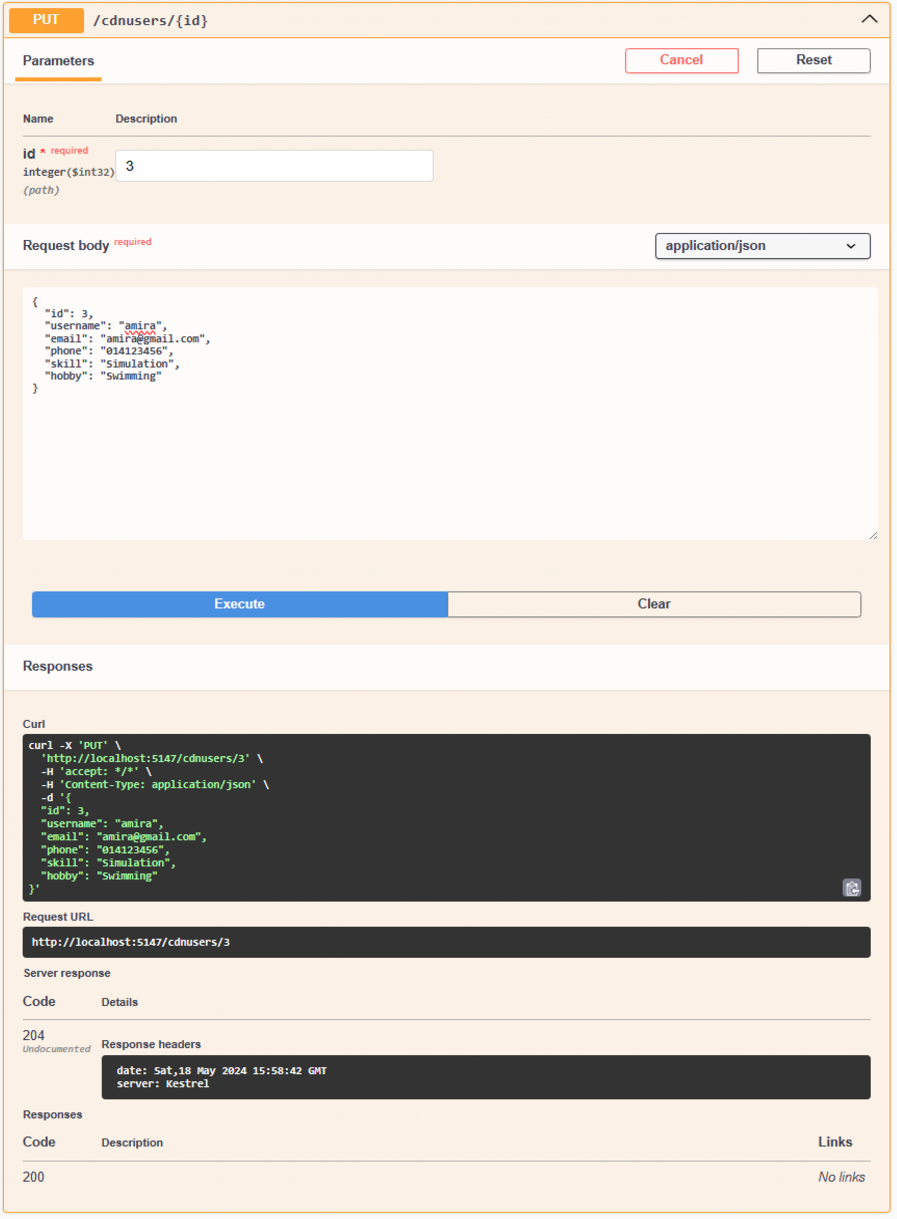 PUT /cdnusers/{id}
Parameters Cancel Reset
Name Description
id * required
integer($int32)
(path)
3
Request body required application/json
{
"id": 3,
"username": "amira",
"email": "amira@gmail.com",
"phone": "014123456",
"skill": "Simulation",
"hobby": "Swimming"
}
Execute Clear
Responses
Curl
curl -X 'PUT' \
'http://localhost:5147/cdnusers/3' \
-H 'accept: */*' \
-H 'Content-Type: application/json' \
-d '{
"id": 3,
"username": "amira",
"email": "amira@gmail.com",
"phone": "014123456",
"skill": "Simulation",
"hobby": "Swimming"
}'
Request URL
http://localhost:5147/cdnusers/3
Server response
Code Details
204
Undocumented
Response headers
date: Sat,18 May 2024 15:58:42 GMT
server: Kestrel
Responses
Code Description Links
200 No links